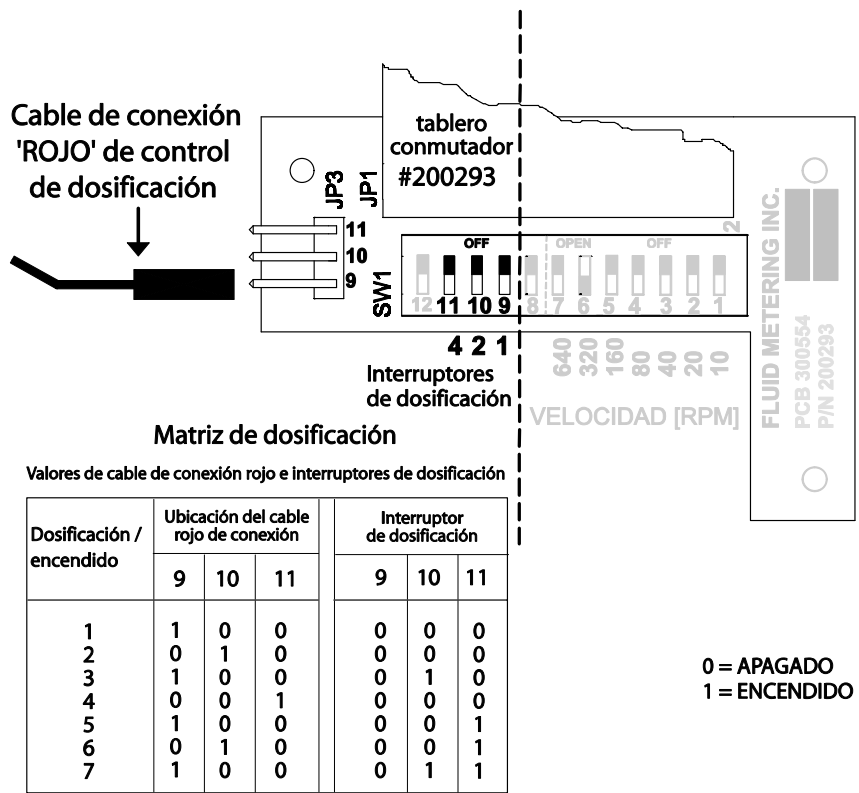 Cable de conexión
'ROJO' de control
de dosificación
tablero
conmutador
#200293
JP3
JP1
11
10
9
SW1
OFF
OPEN
OFF
2
12 11 10 9 8 7 6 5 4 3 2 1
4 2 1
Interruptores
de dosificación
640
320
160
80
40
20
10
VELOCIDAD [RPM]
FLUID METERING INC.
PCB 300554
P/N 200293
Matriz de dosificación
Valores de cable de conexión rojo e interruptores de dosificación
Dosificación /
encendido
Ubicación del cable
rojo de conexión
Interruptor
de dosificación
9 10 11 9 10 11
1 1 0 0 0 0 0
2 0 1 0 0 0 0
3 1 0 0 0 1 0
4 0 0 1 0 0 0
5 1 0 0 0 0 1
6 0 1 0 0 0 1
7 1 0 0 0 1 1
0 = APAGADO
1 = ENCENDIDO